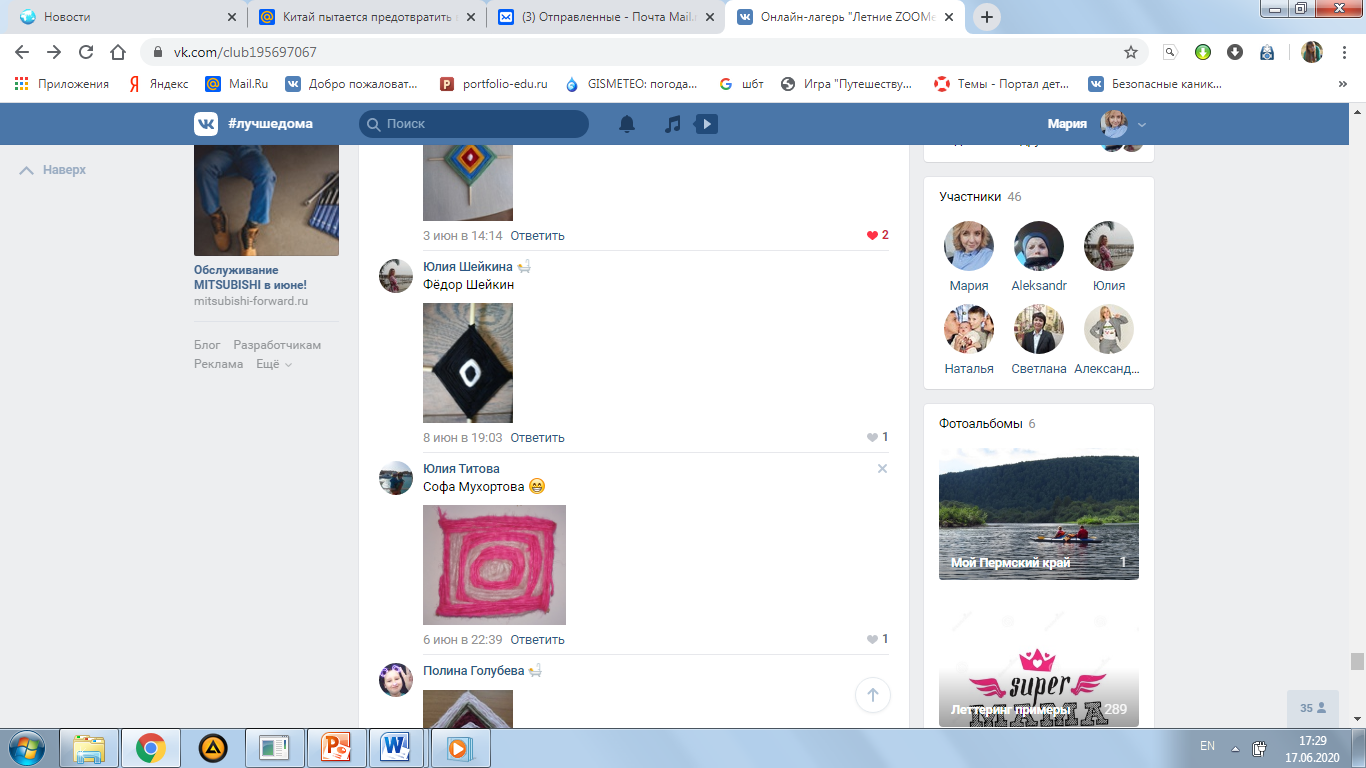 Новости
Китай пытается предотвратить
(3) Отправленные - Почта Mail.
Онлайн-лагерь "Летние ZOOM
vk.com/club195697067
Приложения
Яндекс
Mail.Ru
Добро пожаловат...
portfolio-edu.ru
GISMETEO: погода...
шбт
Игра "Путешеству...
Темы - Портал дет...
Безопасные каник...
»
#лучшедома
Поиск
Мария
Наверх
Обслуживание
MITSUBISHI в июне!
mitsubishi-forward.ru
Блог Разработчикам
Реклама Ещё
3 июн в 14:14 Ответить
2
Юлия Шейкина
Фёдор Шейкин
8 июн в 19:03 Ответить
1
Юлия Титова
Софа Мухортова
6 июн в 22:39 Ответить
1
Полина Голубева
Участники 46
Мария Aleksandr Юлия
Наталья Светлана Александ...
Фотоальбомы 6
Мой Пермский край 1
super
МАМА
Леттеринг примеры 289
35
EN
17:29
17.06.2020